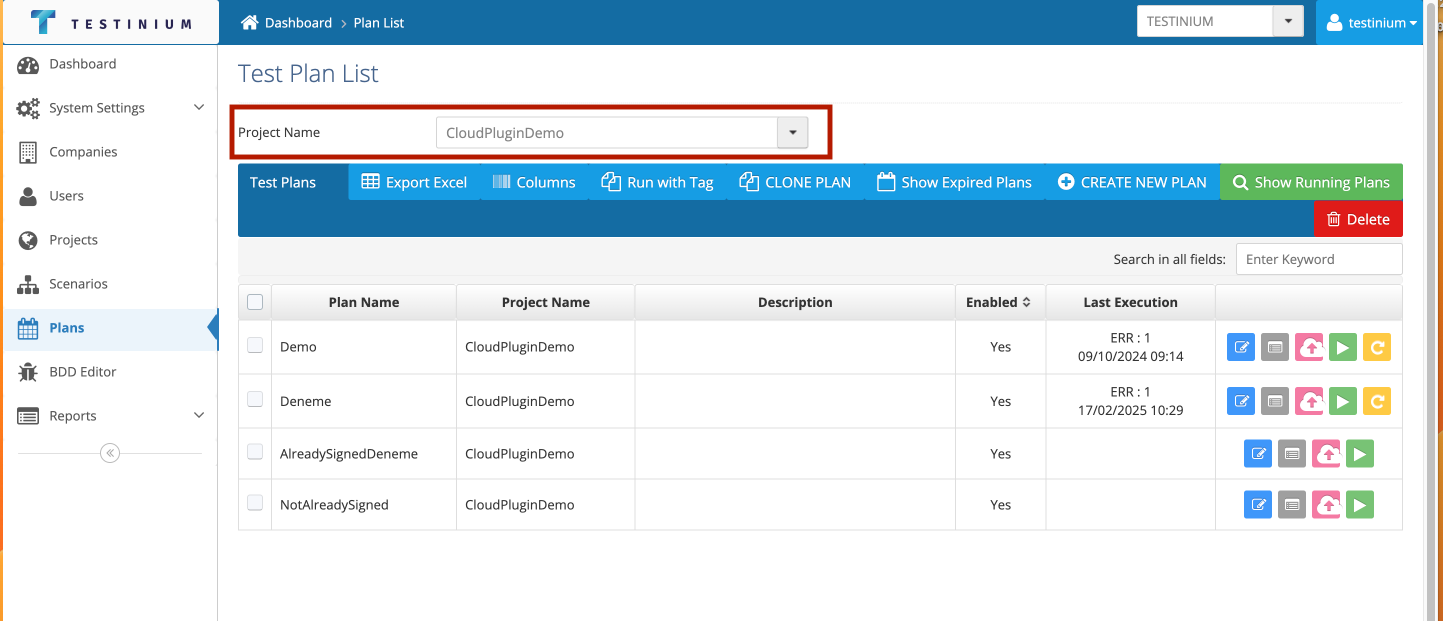 TESTINIUM
Dashboard > Plan List
TESTINIUM
testinium
Dashboard
System Settings
Companies
Users
Projects
Scenarios
Plans
BDD Editor
Reports
Test Plan List
Project Name CloudPluginDemo
Test Plans Export Excel Columns Run with Tag CLONE PLAN Show Expired Plans CREATE NEW PLAN Show Running Plans
Delete
Search in all fields: Enter Keyword
Plan Name Project Name Description Enabled Last Execution
Demo CloudPluginDemo Yes ERR : 1
09/10/2024 09:14
Deneme CloudPluginDemo Yes ERR : 1
17/02/2025 10:29
AlreadySignedDeneme CloudPluginDemo Yes
NotAlreadySigned CloudPluginDemo Yes